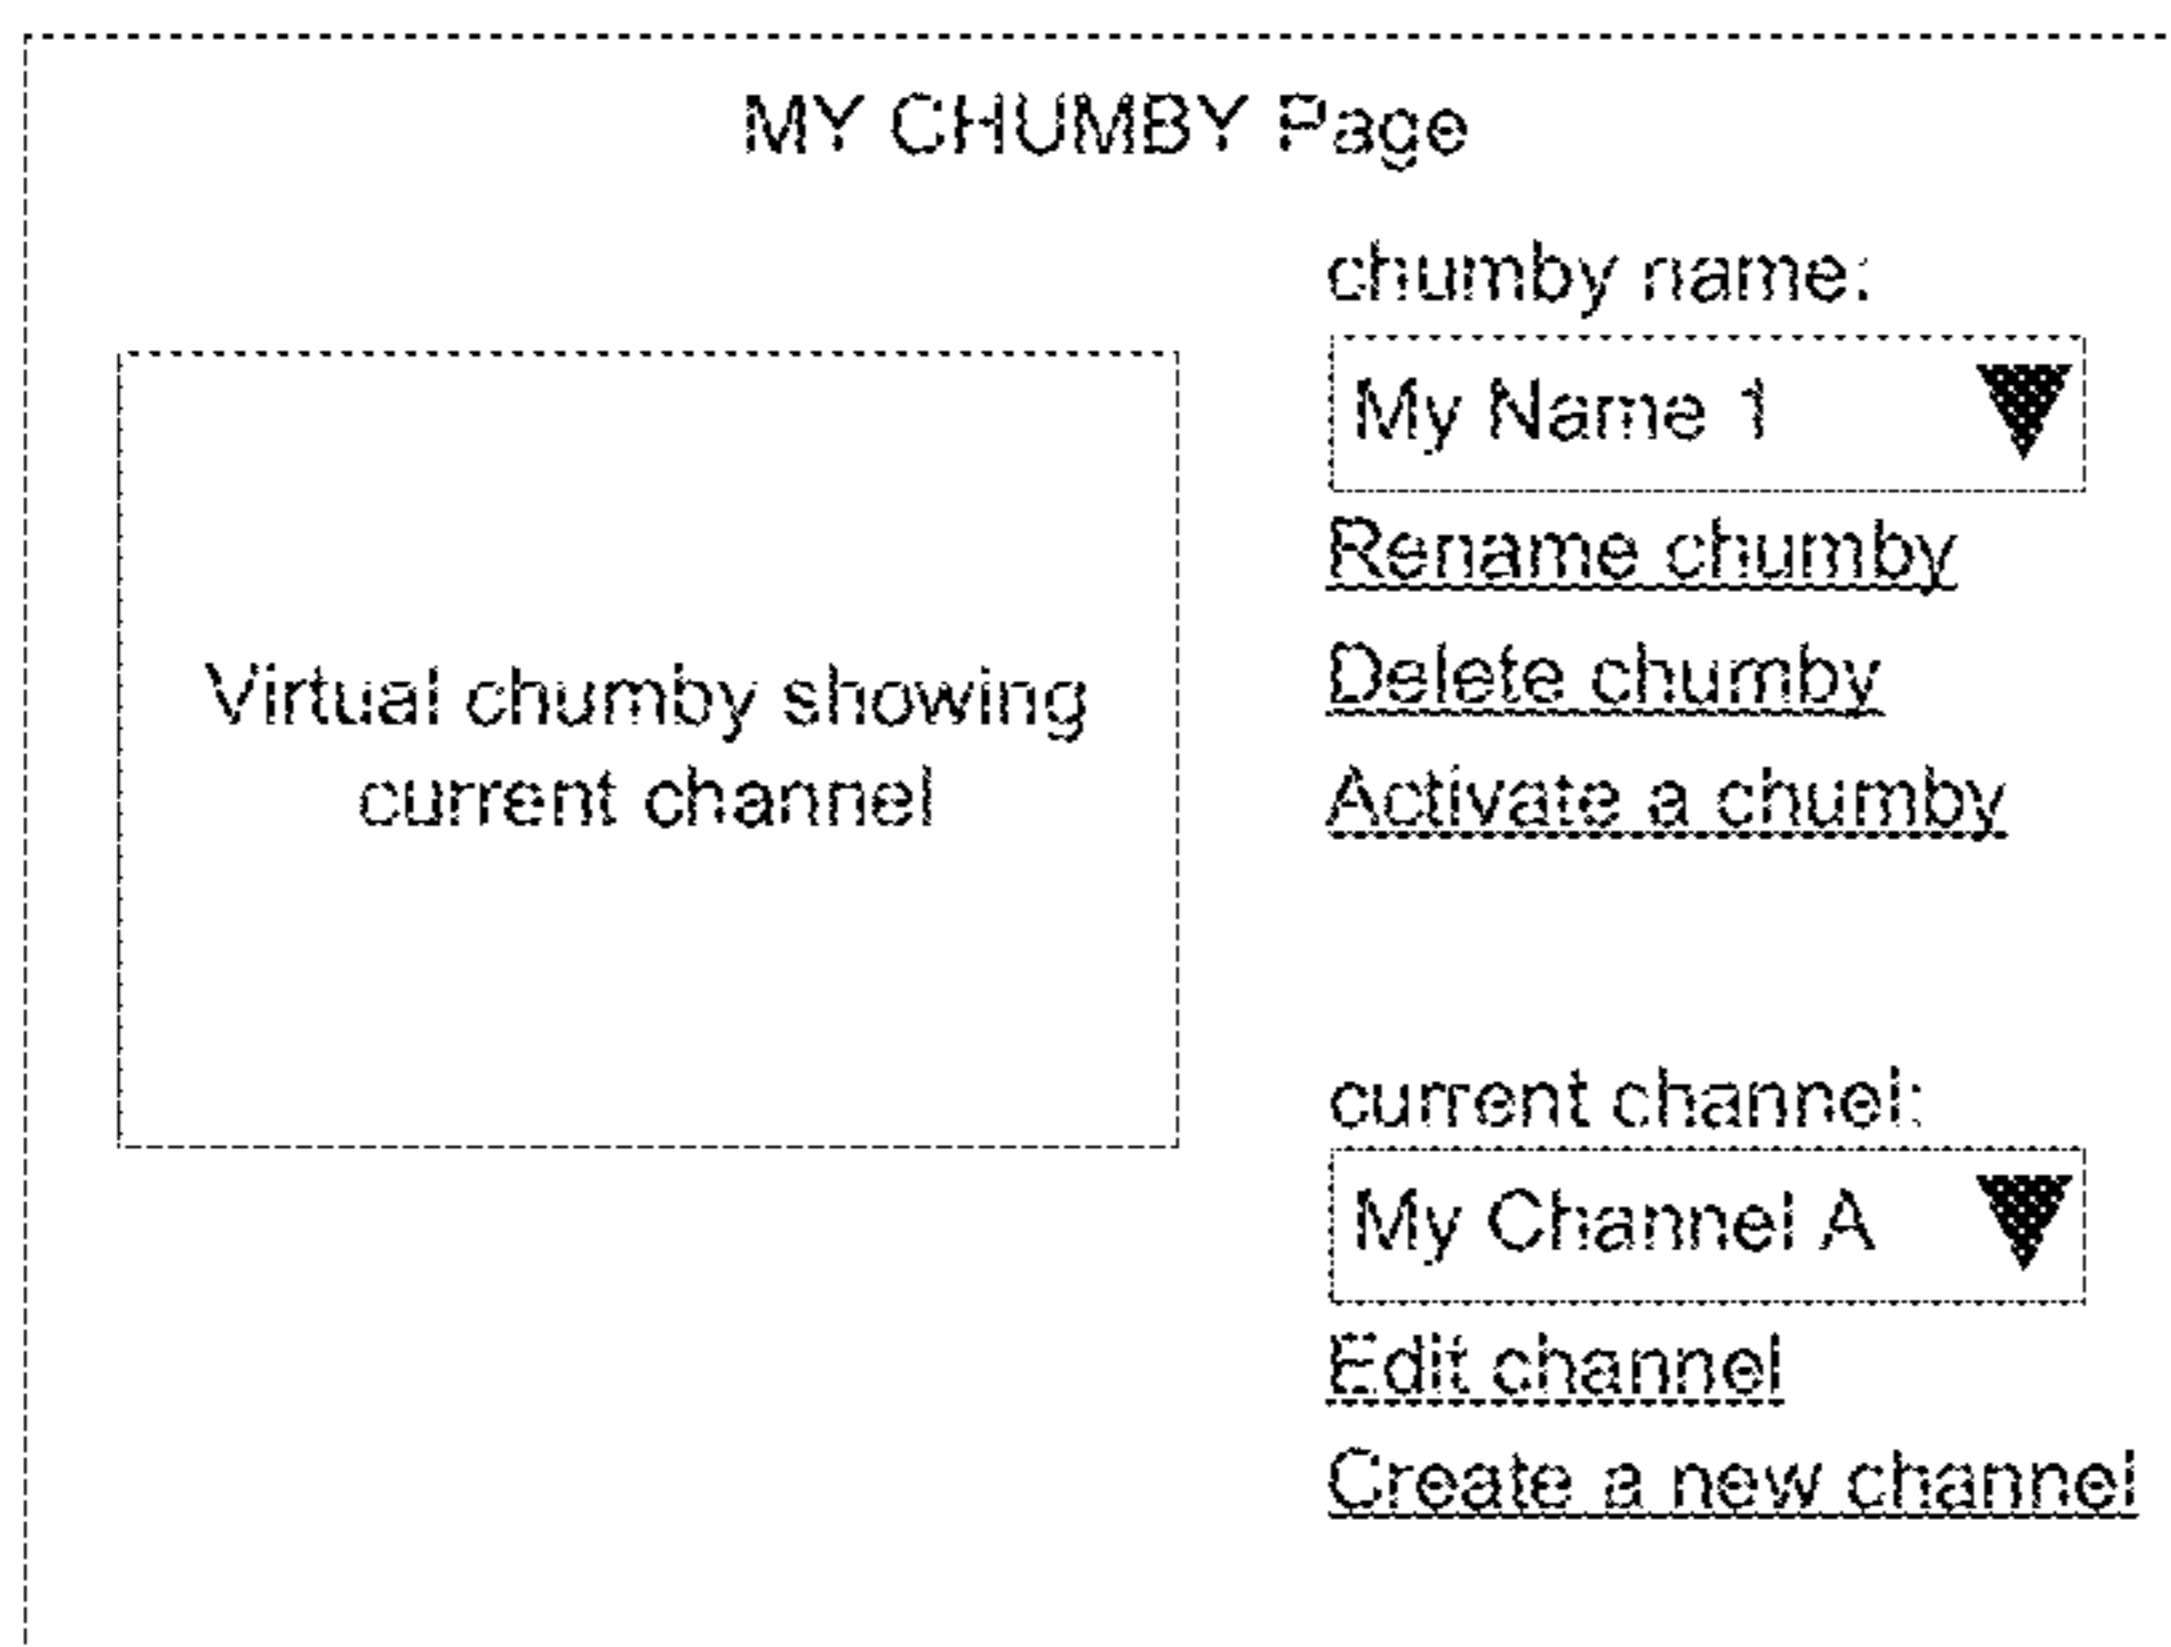 MY CHUMBY Page
chumby name:
My Name 1
Rename chumby
Delete chumby
Activate a chumby
Virtual chumby showing
current channel
current channel:
My Channel A
Edit channel
Create a new channel